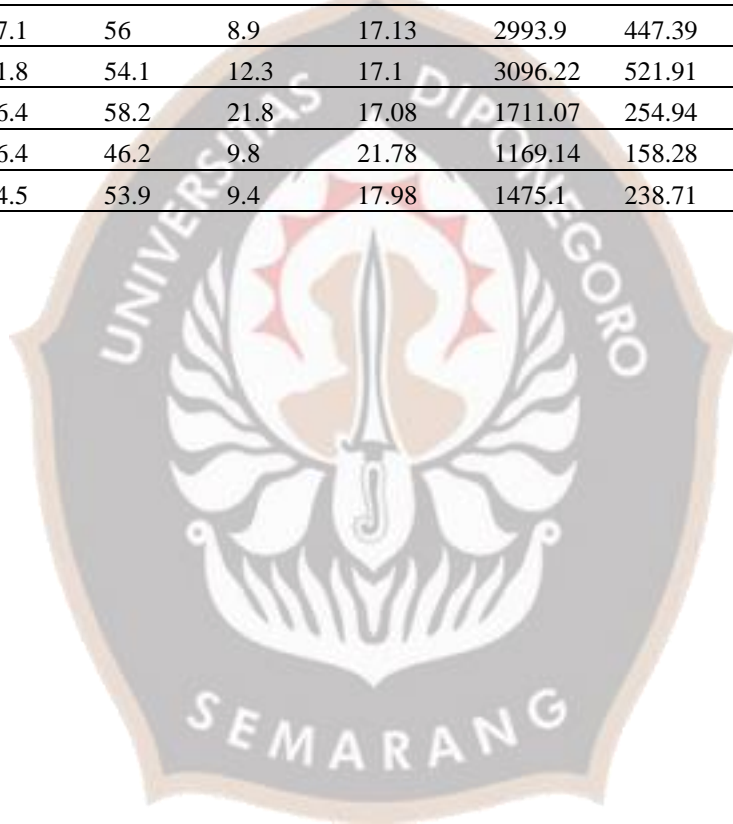 7.1 56 8.9 17.13 2993.9 447.39
1.8 54.1 12.3 17.1 3096.22 521.91
6.4 58.2 21.8 17.08 1711.07 254.94
6.4 46.2 9.8 21.78 1169.14 158.28
4.5 53.9 9.4 17.98 1475.1 238.71
UNIVERSITAS DIPONEGORO
SEMARANG